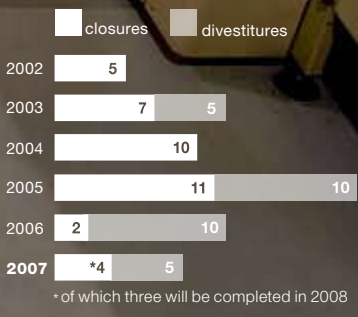 closures divestitures
2002 5
2003 7 5
2004 10
2005 11 10
2006 2 10
2007 *4 5
*of which three will be completed in 2008